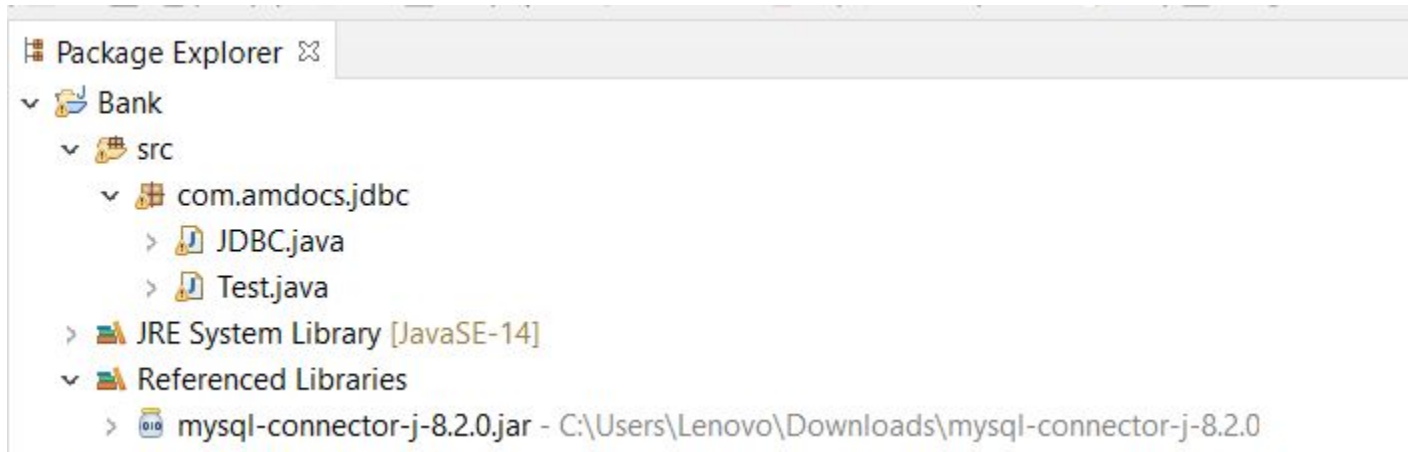 Package Explorer
Bank
src
com.amdocs.jdbc
JDBC.java
Test.java
JRE System Library [JavaSE-14]
Referenced Libraries
mysql-connector-j-8.2.0.jar - C:\Users\Lenovo\Downloads\mysql-connector-j-8.2.0